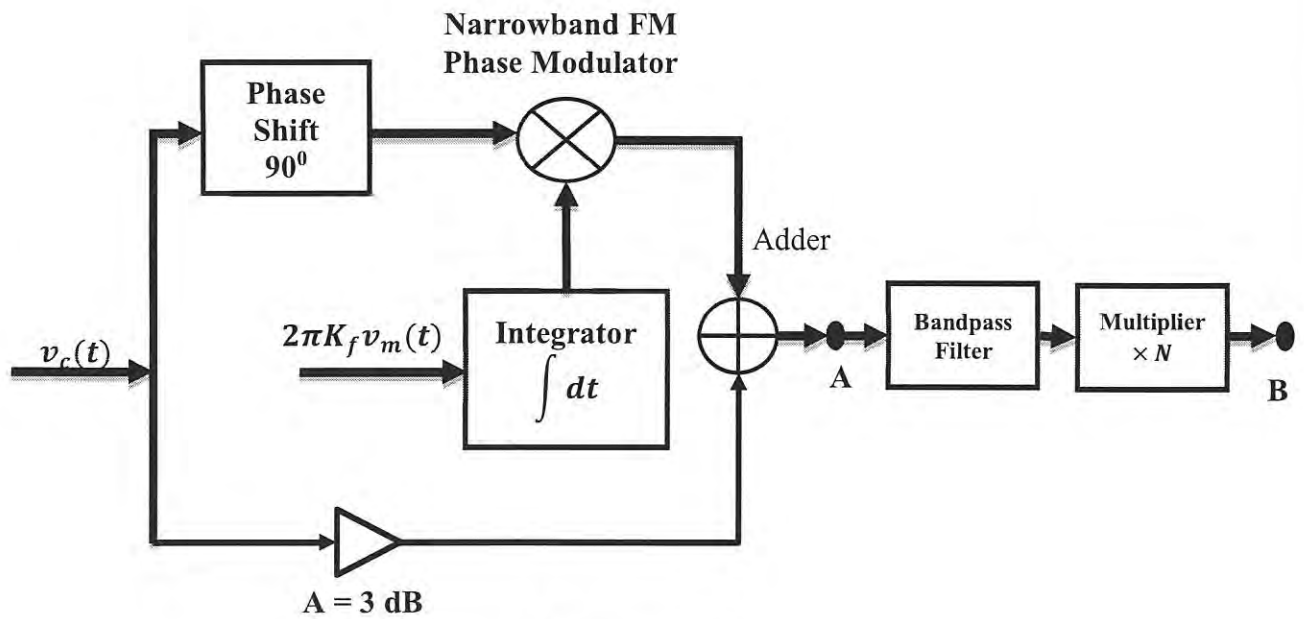 Narrowband FM
Phase Modulator
Phase
Shift
90⁰
Adder
2πK_f v_m(t)
Integrator
∫ dt
v_c(t)
A
Bandpass
Filter
Multiplier
× N
B
A = 3 dB